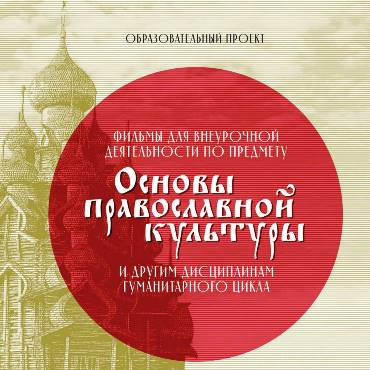 ОБРАЗОВАТЕЛЬНЫЙ ПРОЕКТ
ФИЛЬМЫ ДЛЯ ВНЕУРОЧНОЙ
ДЕЯТЕЛЬНОСТИ ПО ПРЕДМЕТУ
ОСНОВЫ
ПРАВОСЛАВНОЙ
КУЛЬТУРЫ
И ДРУГИМ ДИСЦИПЛИНАМ
ГУМАНИТАРНОГО ЦИКЛА